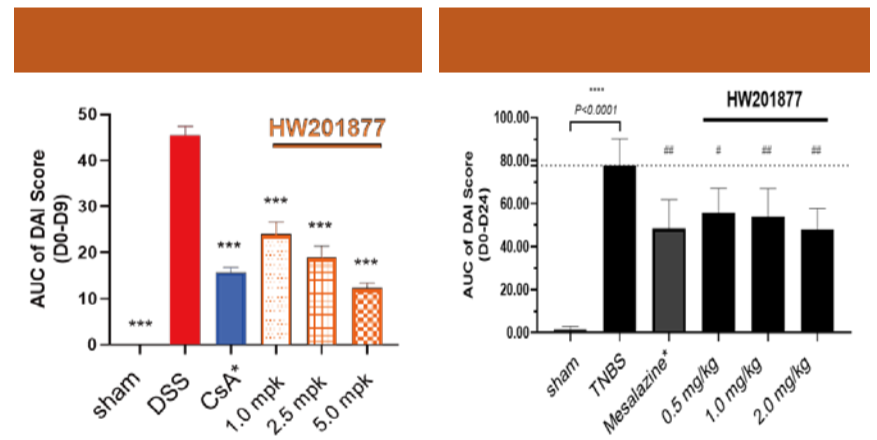 50
40
30
20
10
0
AUC of DAI Score
(D0-D9)
HW201877
***
***
***
***
***
sham
DSS
CsA*
1.0 mpk
2.5 mpk
5.0 mpk
100.00
80.00
60.00
40.00
20.00
0.00
AUC of DAI Score
(D0-D24)
****
P<0.0001
HW201877
##
#
##
##
sham
TNBS
Mesalazine*
0.5 mg/kg
1.0 mg/kg
2.0 mg/kg